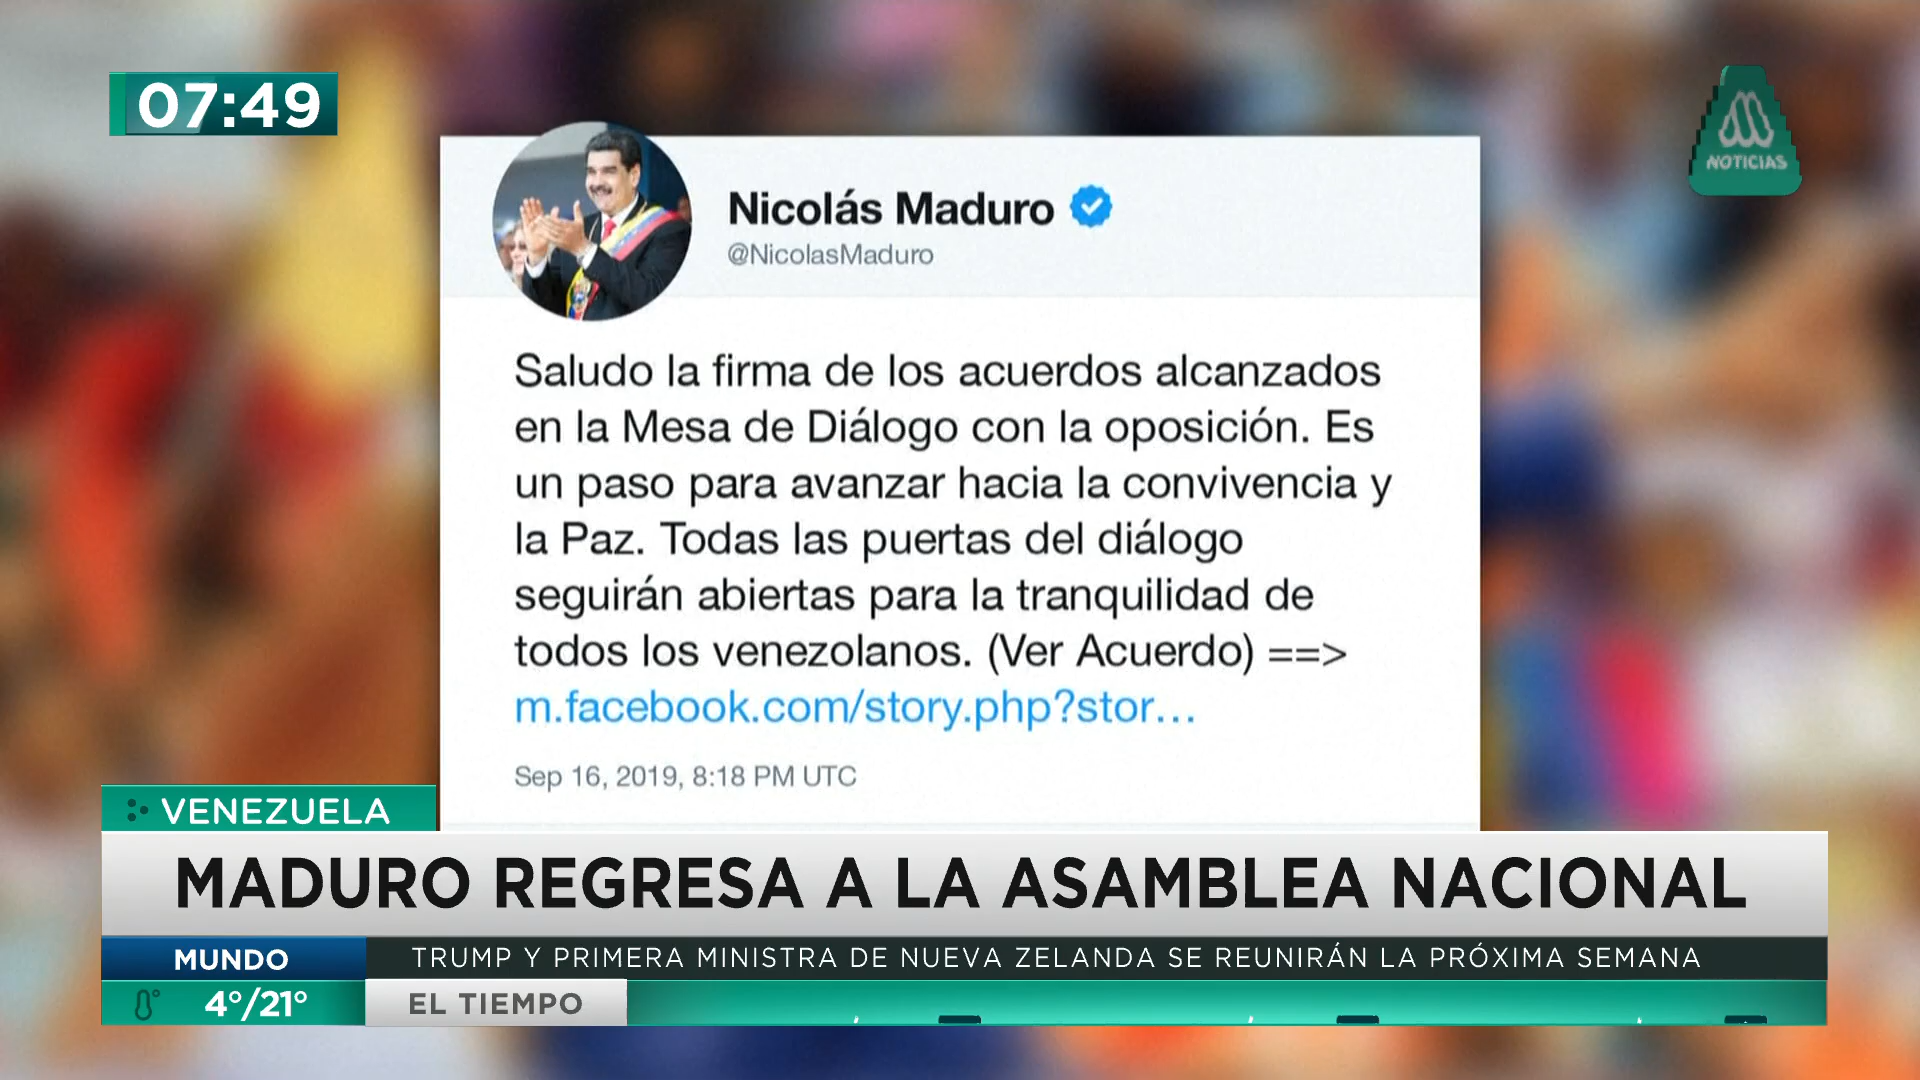 07:49
NOTICIAS
Nicolás Maduro
@NicolasMaduro
Saludo la firma de los acuerdos alcanzados
en la Mesa de Diálogo con la oposición. Es
un paso para avanzar hacia la convivencia y
la Paz. Todas las puertas del diálogo
seguirán abiertas para la tranquilidad de
todos los venezolanos. (Ver Acuerdo) ==>
m.facebook.com/story.php?stor...
Sep 16, 2019, 8:18 PM UTC
VENEZUELA
MADURO REGRESA A LA ASAMBLEA NACIONAL
MUNDO TRUMP Y PRIMERA MINISTRA DE NUEVA ZELANDA SE REUNIRÁN LA PRÓXIMA SEMANA
4°/21° EL TIEMPO